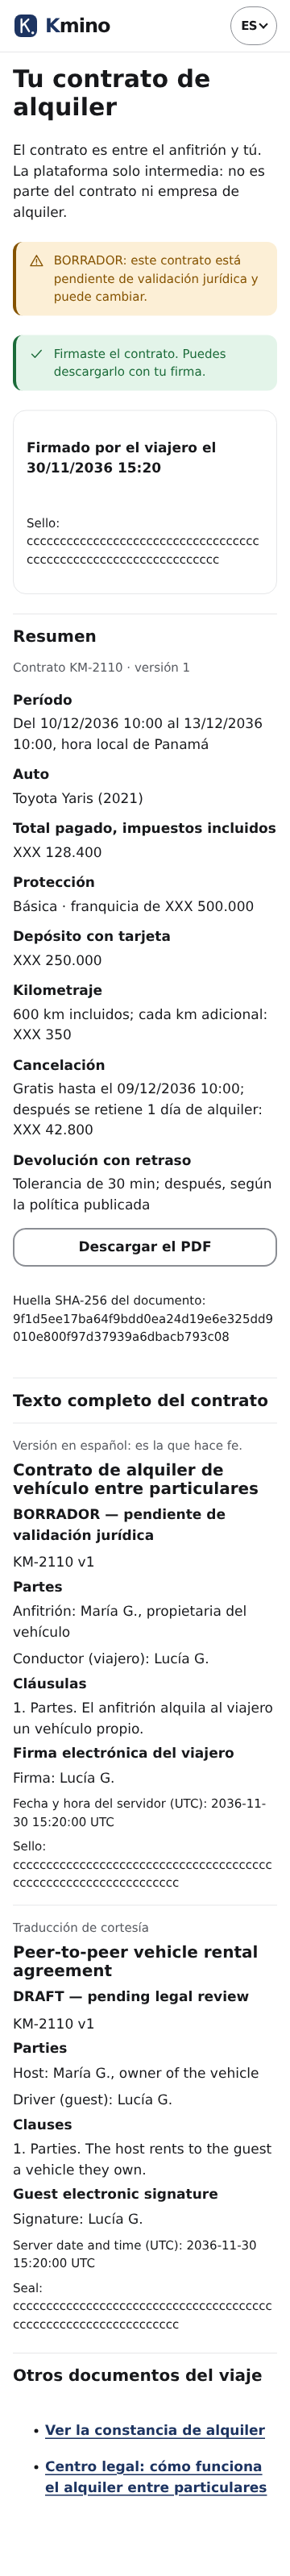 Kmino
ES
Tu contrato de
alquiler
El contrato es entre el anfitrión y tú.
La plataforma solo intermedia: no es
parte del contrato ni empresa de
alquiler.
BORRADOR: este contrato está
pendiente de validación jurídica y
puede cambiar.
Firmaste el contrato. Puedes
descargarlo con tu firma.
Firmado por el viajero el
30/11/2036 15:20
Sello:
ccccccccccccccccccccccccccccccccccc
ccccccccccccccccccccccccccccc
Resumen
Contrato KM-2110 · versión 1
Período
Del 10/12/2036 10:00 al 13/12/2036
10:00, hora local de Panamá
Auto
Toyota Yaris (2021)
Total pagado, impuestos incluidos
XXX 128.400
Protección
Básica · franquicia de XXX 500.000
Depósito con tarjeta
XXX 250.000
Kilometraje
600 km incluidos; cada km adicional:
XXX 350
Cancelación
Gratis hasta el 09/12/2036 10:00;
después se retiene 1 día de alquiler:
XXX 42.800
Devolución con retraso
Tolerancia de 30 min; después, según
la política publicada
Descargar el PDF
Huella SHA-256 del documento:
9f1d5ee17ba64f9bdd0ea24d19e6e325dd9
010e800f97d37939a6dbacb793c08
Texto completo del contrato
Versión en español: es la que hace fe.
Contrato de alquiler de
vehículo entre particulares
BORRADOR — pendiente de
validación jurídica
KM-2110 v1
Partes
Anfitrión: María G., propietaria del
vehículo
Conductor (viajero): Lucía G.
Cláusulas
1. Partes. El anfitrión alquila al viajero
un vehículo propio.
Firma electrónica del viajero
Firma: Lucía G.
Fecha y hora del servidor (UTC): 2036-11-
30 15:20:00 UTC
Sello:
ccccccccccccccccccccccccccccccccccccccc
ccccccccccccccccccccccccc
Traducción de cortesía
Peer-to-peer vehicle rental
agreement
DRAFT — pending legal review
KM-2110 v1
Parties
Host: María G., owner of the vehicle
Driver (guest): Lucía G.
Clauses
1. Parties. The host rents to the guest
a vehicle they own.
Guest electronic signature
Signature: Lucía G.
Server date and time (UTC): 2036-11-30
15:20:00 UTC
Seal:
ccccccccccccccccccccccccccccccccccccccc
ccccccccccccccccccccccccc
Otros documentos del viaje
• Ver la constancia de alquiler
• Centro legal: cómo funciona
el alquiler entre particulares